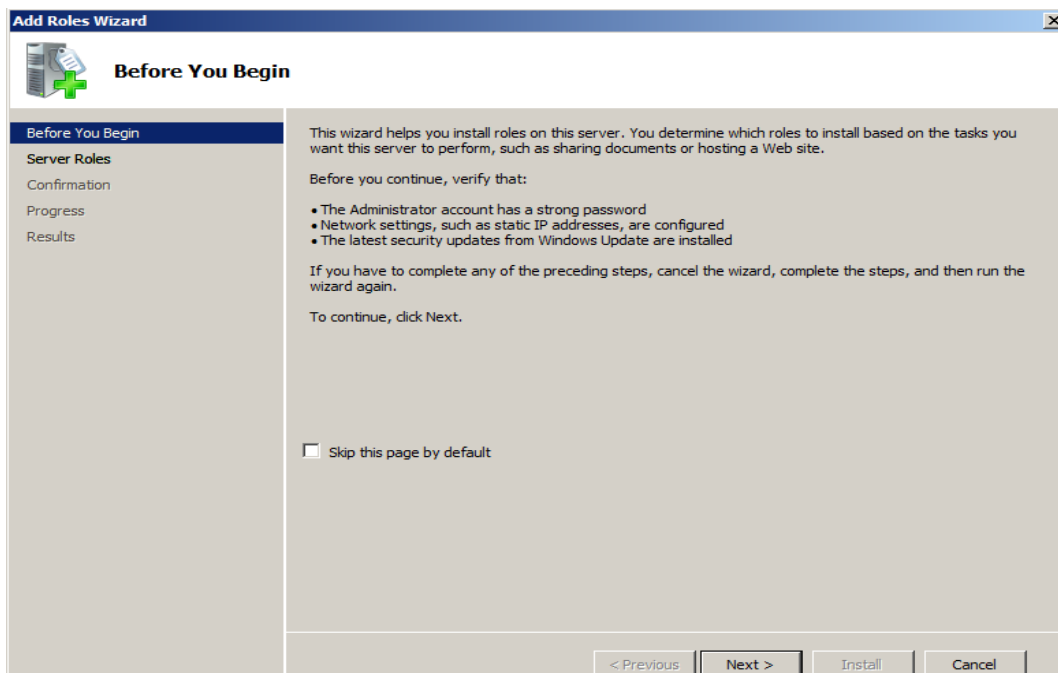 Add Roles Wizard
Before You Begin
Before You Begin
Server Roles
Confirmation
Progress
Results
This wizard helps you install roles on this server. You determine which roles to install based on the tasks you
want this server to perform, such as sharing documents or hosting a Web site.
Before you continue, verify that:
• The Administrator account has a strong password
• Network settings, such as static IP addresses, are configured
• The latest security updates from Windows Update are installed
If you have to complete any of the preceding steps, cancel the wizard, complete the steps, and then run the
wizard again.
To continue, click Next.
Skip this page by default
< Previous Next > Install Cancel